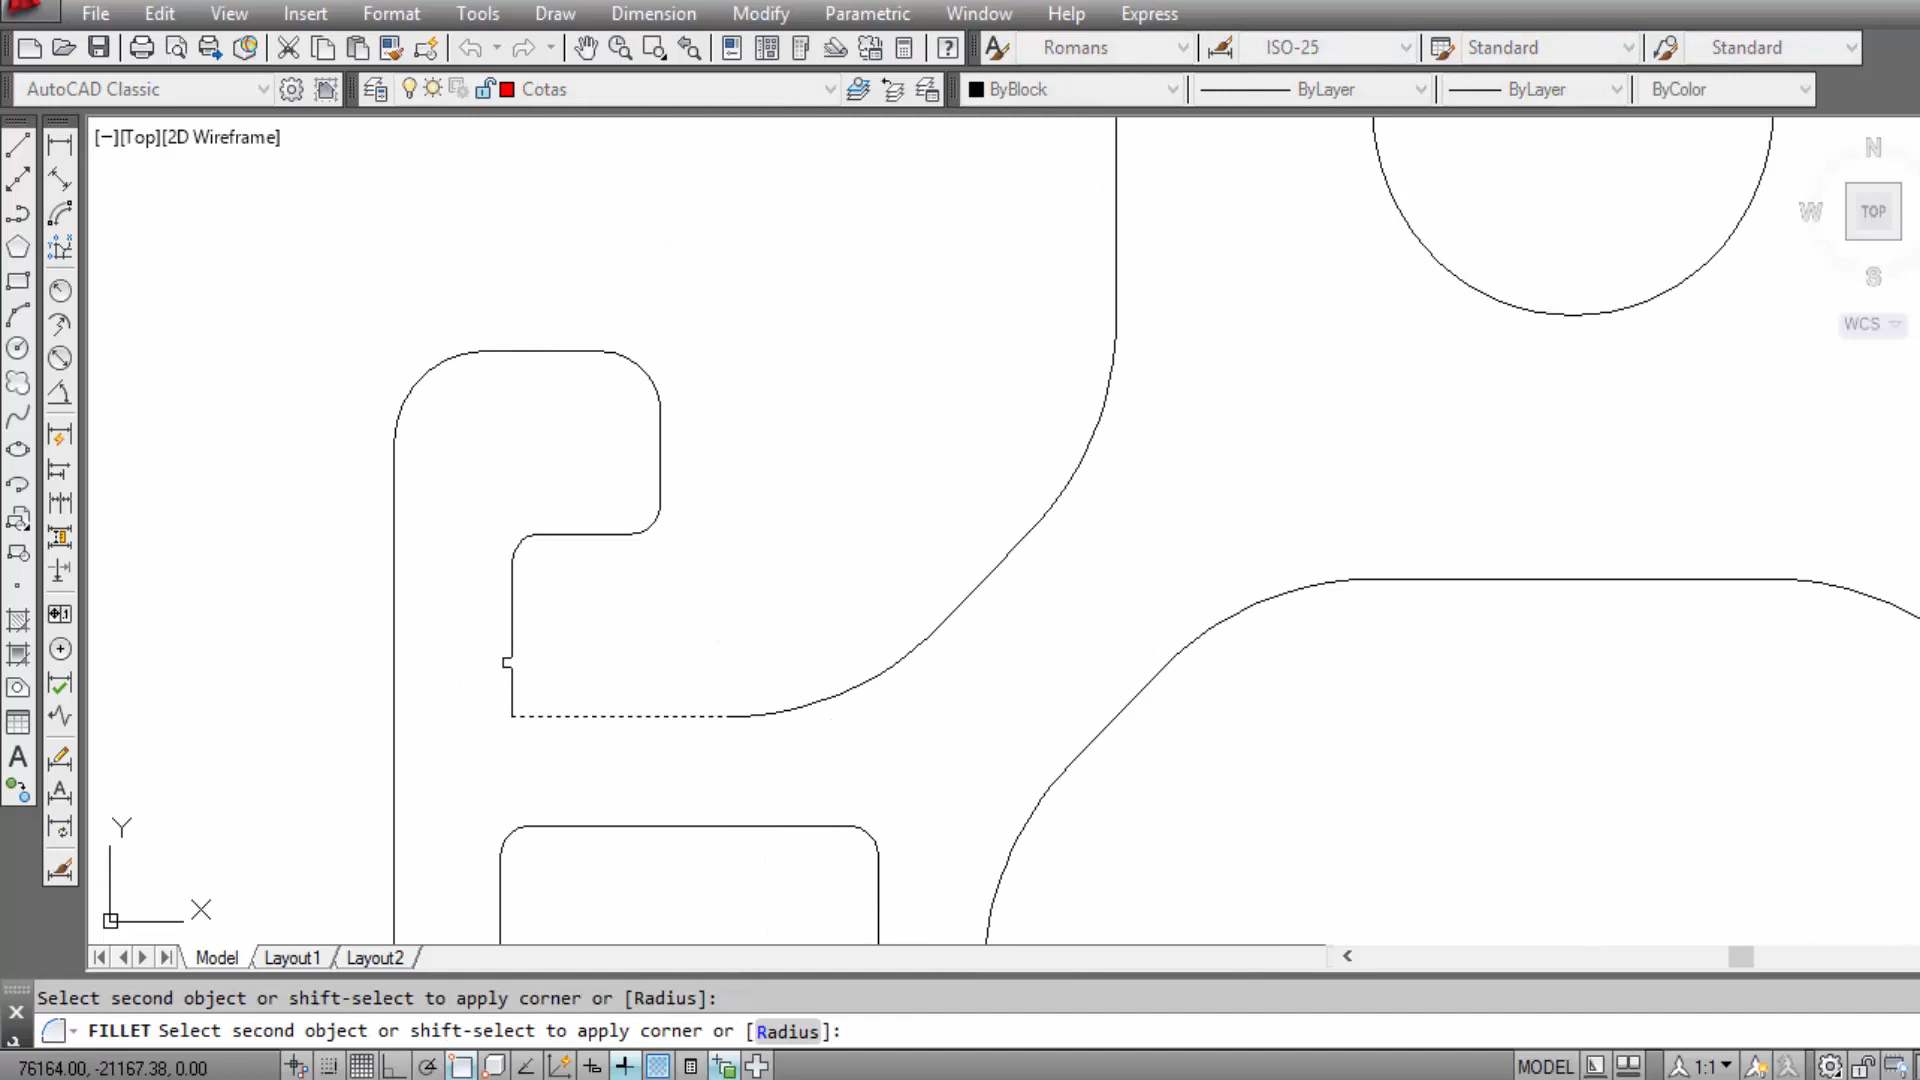 File Edit View Insert Format Tools Draw Dimension Modify Parametric Window Help Express
Romans ISO-25 Standard Standard
AutoCAD Classic Cotas ByBlock ByLayer ByLayer ByColor
[−][Top][2D Wireframe]
N
W TOP
S
WCS
Y
X
Model Layout1 Layout2
Select second object or shift-select to apply corner or [Radius]:
FILLET Select second object or shift-select to apply corner or [Radius]:
76164.00, -21167.38, 0.00 MODEL 1:1